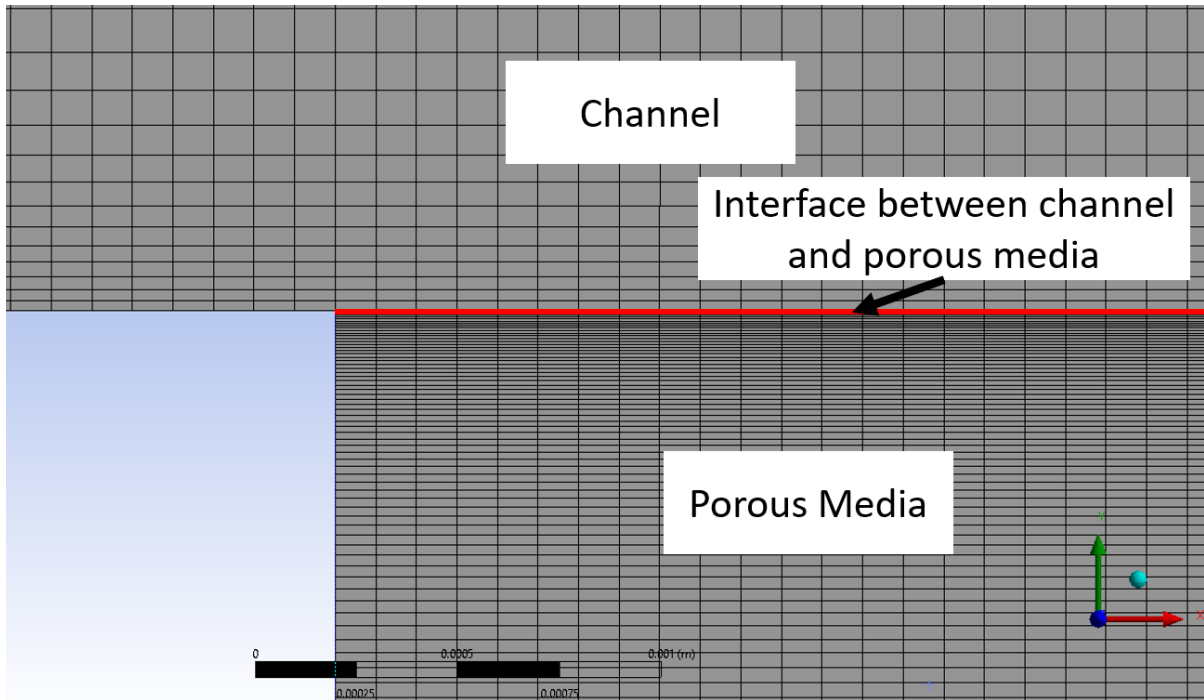 Channel
Interface between channel
and porous media
Porous Media
Y
X
0
0.0005
0.001 (m)
0.00025
0.00075